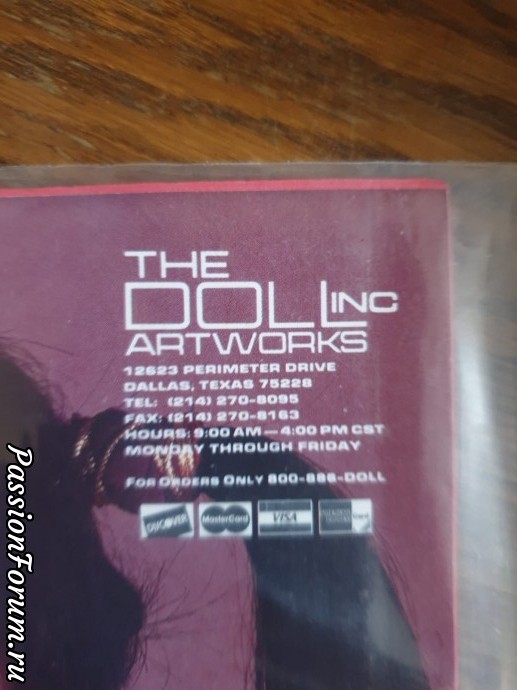 THE
DOLL INC
ARTWORKS
12623 PERIMETER DRIVE
DALLAS, TEXAS 75228
TEL: (214) 270-8095
FAX: (214) 270-8163
HOURS: 9:00 AM — 4:00 PM CST
MONDAY THROUGH FRIDAY
FOR ORDERS ONLY 800-888-DOLL
DISCOVER MasterCard VISA
PassionForum.ru